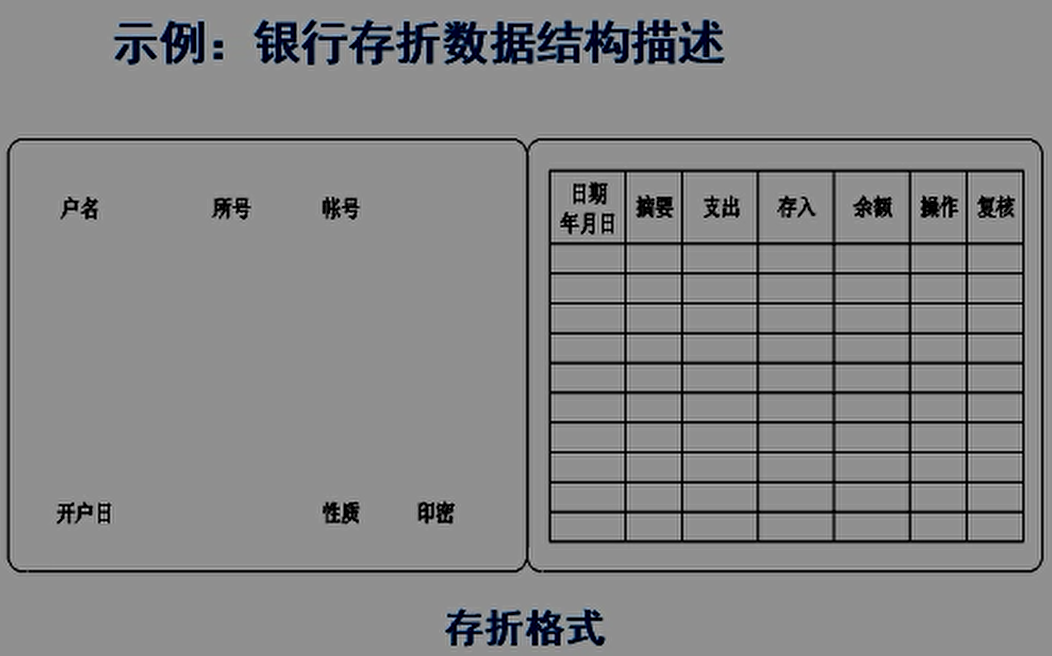 示例：银行存折数据结构描述
户名 所号 帐号
开户日 性质 印密
日期
年月日 摘要 支出 存入 余额 操作 复核
存折格式